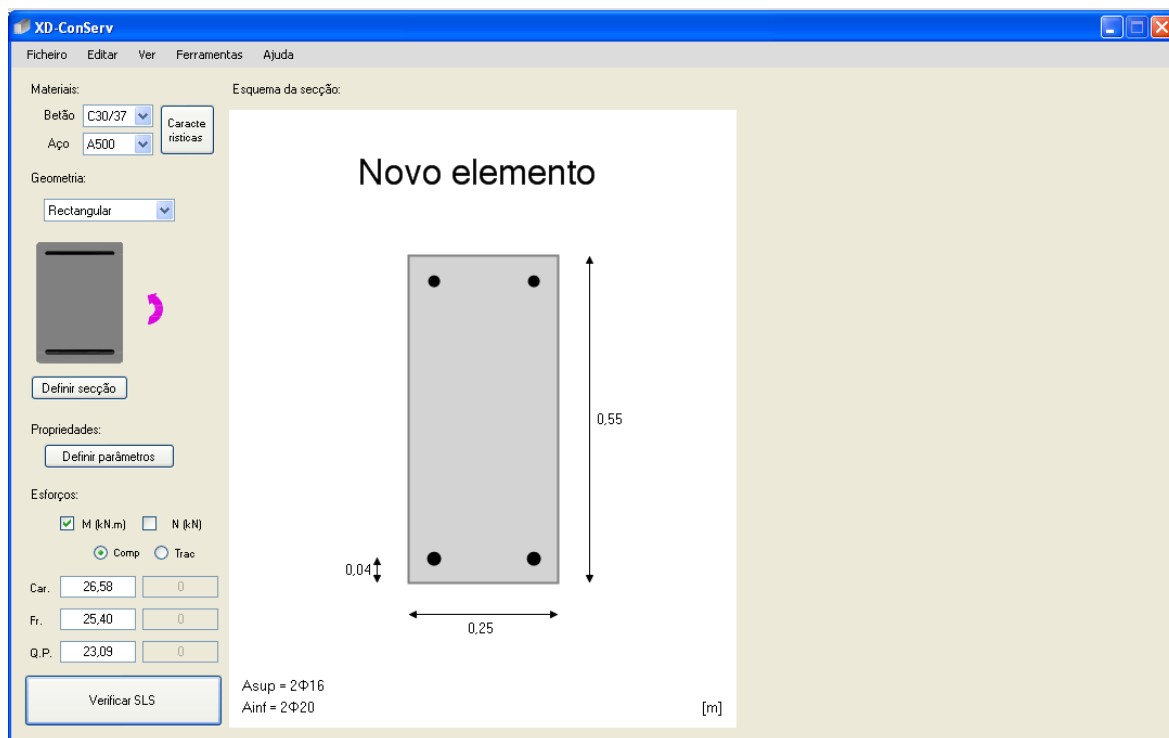 XD-ConServ
Ficheiro Editar Ver Ferramentas Ajuda
Materiais:
Betão C30/37
Aço A500
Caracte
risticas
Geometria:
Rectangular
Definir secção
Propriedades:
Definir parâmetros
Esforços:
M (kN.m) N (kN)
Comp Trac
Car. 26,58 0
Fr. 25,40 0
Q.P. 23,09 0
Verificar SLS
Esquema da secção:
Novo elemento
0,55
0,04
0,25
Asup = 2Φ16
Ainf = 2Φ20
[m]